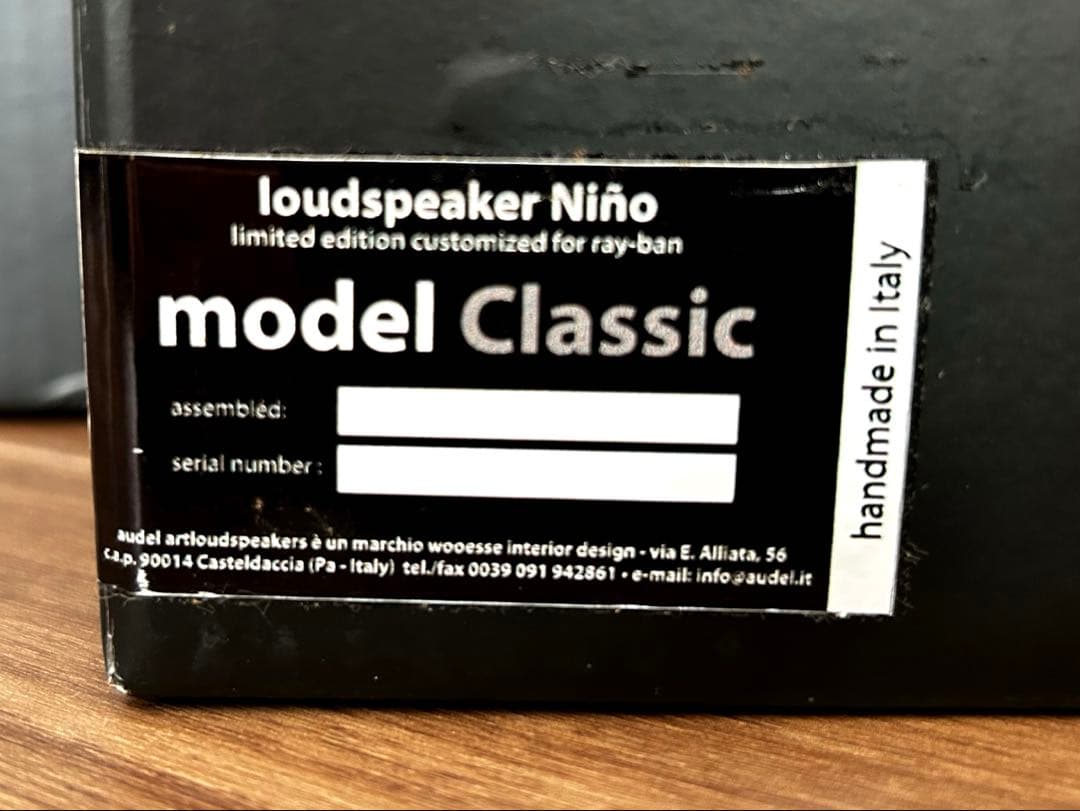 loudspeaker Niño
limited edition customized for ray-ban
model Classic
assembléd:
serial number :
audel artloudspeakers è un marchio wooesse interior design - via E. Alliata, 56
c.a.p. 90014 Casteldaccia (Pa - Italy) tel./fax 0039 091 942861 • e-mail: info@audel.it
handmade in Italy